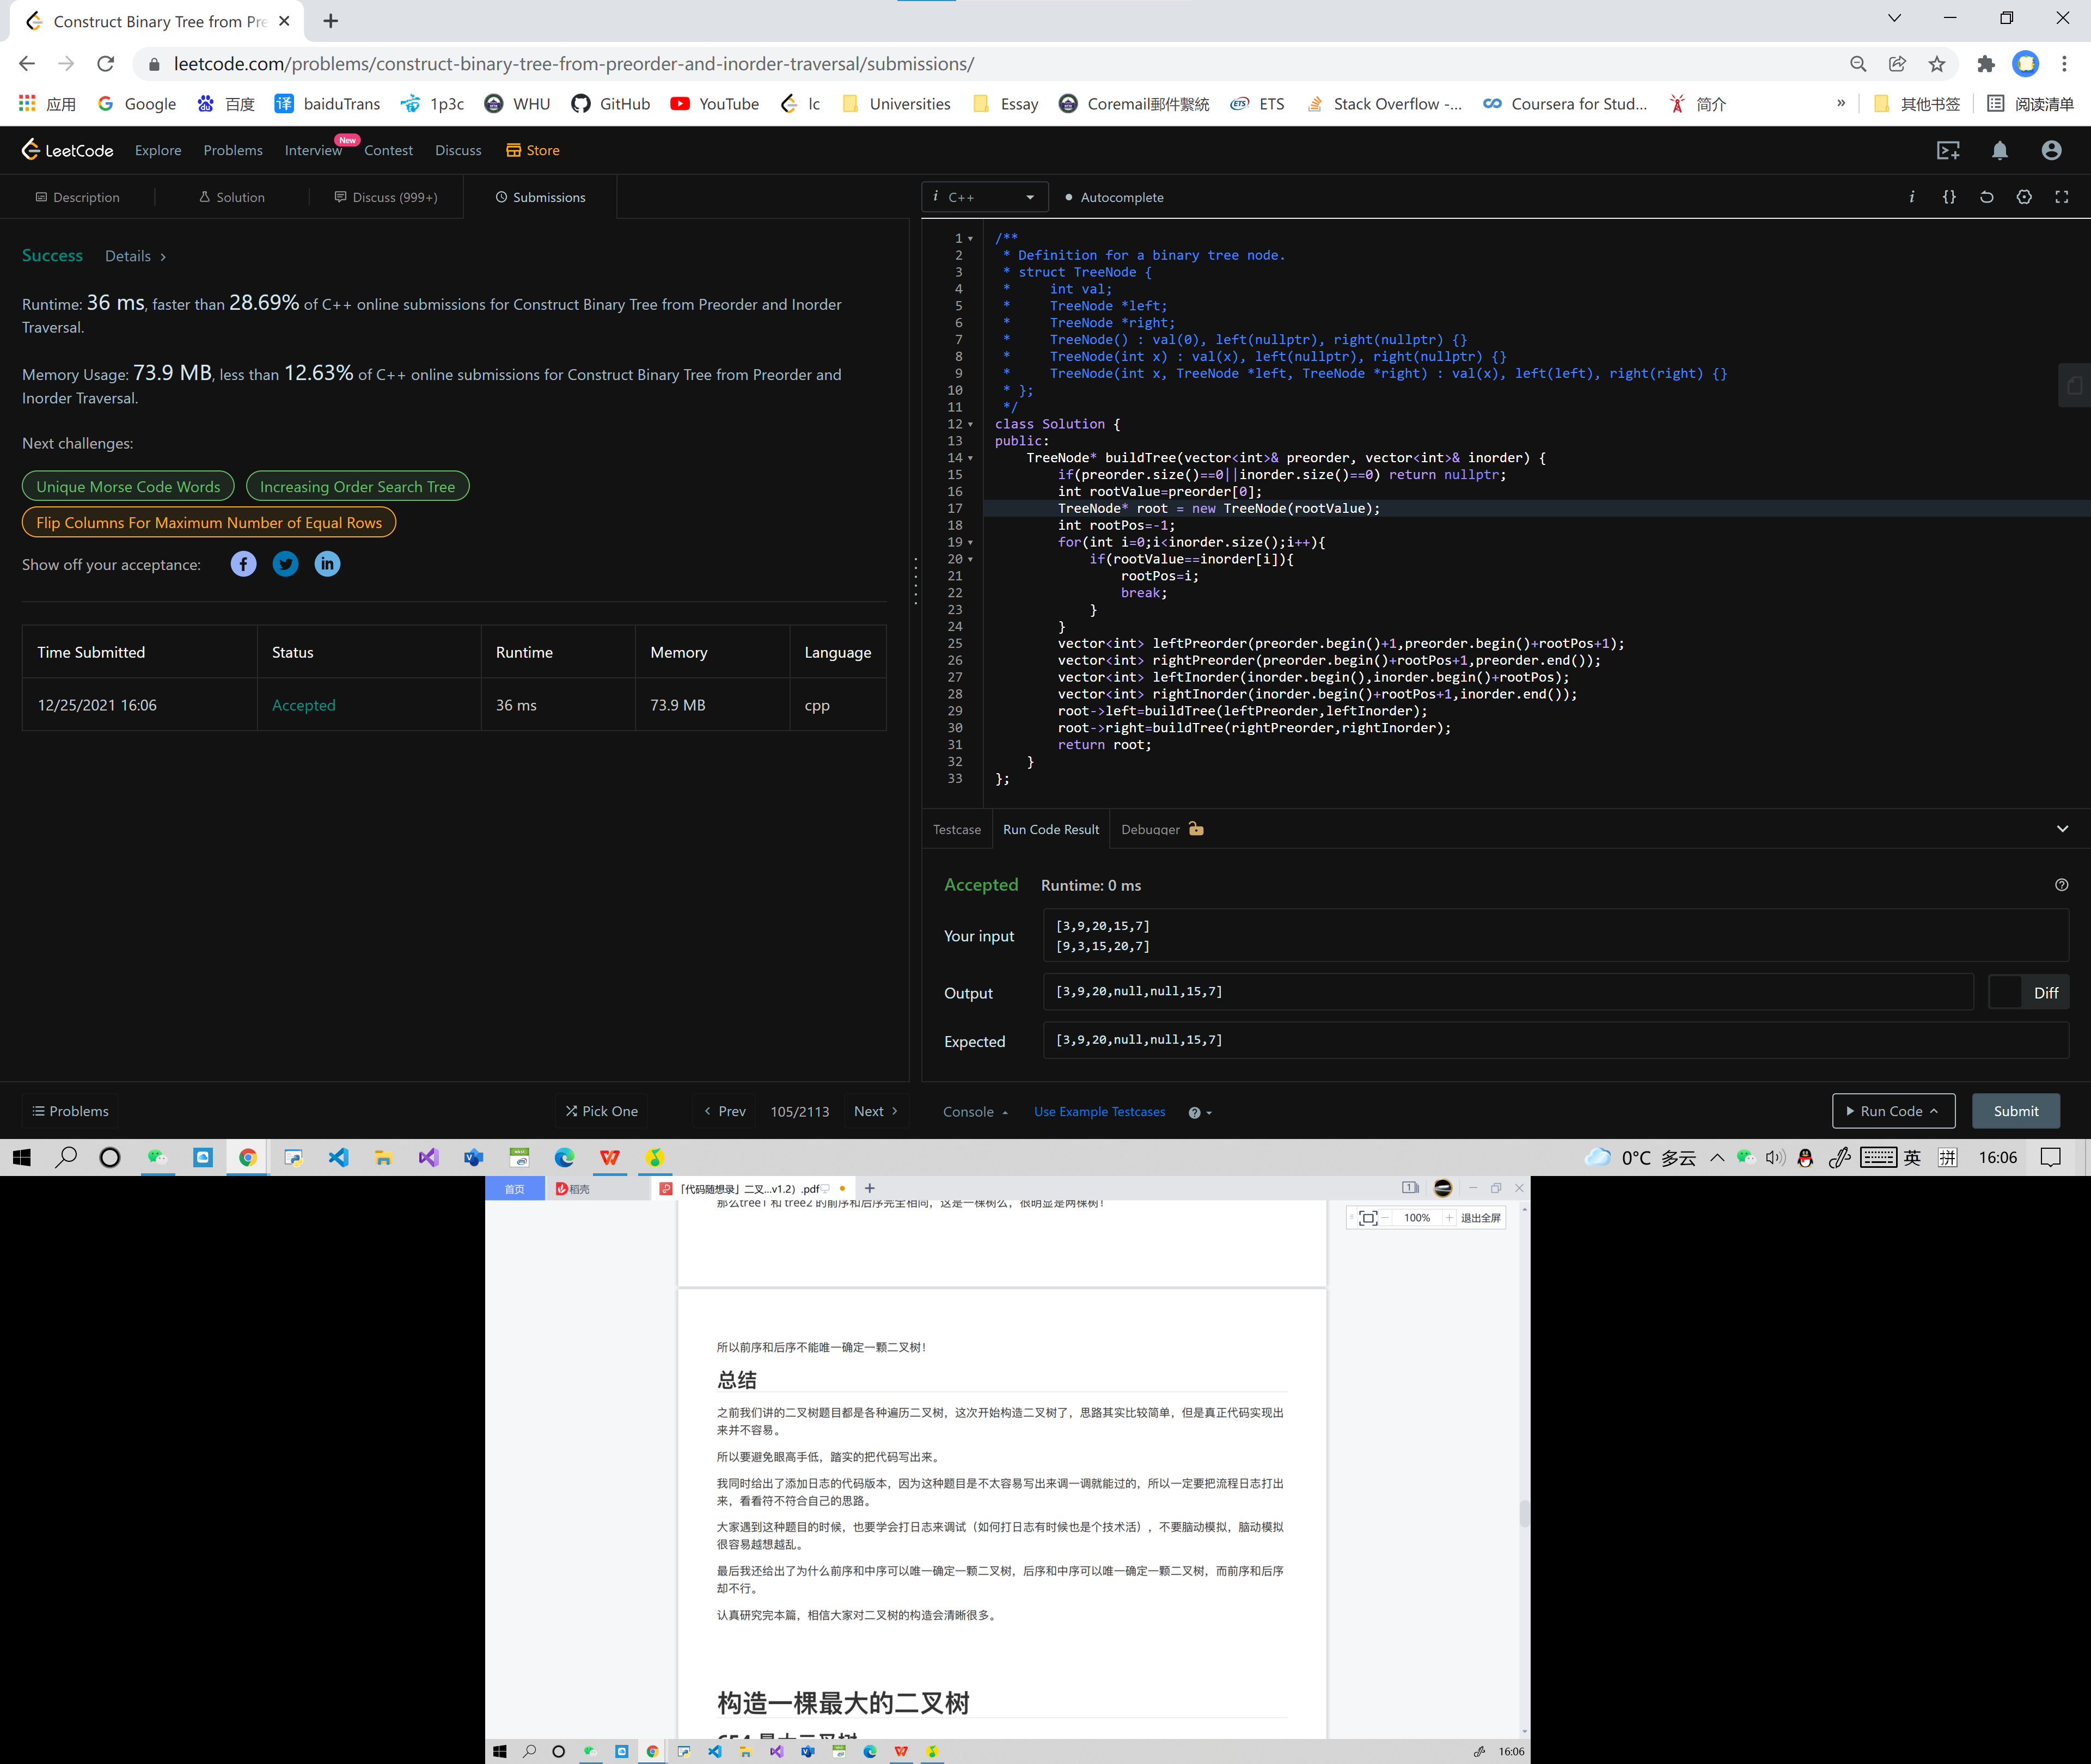 Construct Binary Tree from Pre
leetcode.com/problems/construct-binary-tree-from-preorder-and-inorder-traversal/submissions/
应用 Google 百度 baiduTrans 1p3c WHU GitHub YouTube lc Universities Essay Coremail郵件繫統 ETS Stack Overflow -... Coursera for Stud... 简介 » 其他书签 阅读清单
LeetCode Explore Problems Interview New Contest Discuss Store
Description Solution Discuss (999+) Submissions
i C++ Autocomplete
Success Details >
Runtime: 36 ms, faster than 28.69% of C++ online submissions for Construct Binary Tree from Preorder and Inorder
Traversal.
Memory Usage: 73.9 MB, less than 12.63% of C++ online submissions for Construct Binary Tree from Preorder and
Inorder Traversal.
Next challenges:
Unique Morse Code Words Increasing Order Search Tree
Flip Columns For Maximum Number of Equal Rows
Show off your acceptance:
Time Submitted Status Runtime Memory Language
12/25/2021 16:06 Accepted 36 ms 73.9 MB cpp
1 /**
2 * Definition for a binary tree node.
3 * struct TreeNode {
4 *     int val;
5 *     TreeNode *left;
6 *     TreeNode *right;
7 *     TreeNode() : val(0), left(nullptr), right(nullptr) {}
8 *     TreeNode(int x) : val(x), left(nullptr), right(nullptr) {}
9 *     TreeNode(int x, TreeNode *left, TreeNode *right) : val(x), left(left), right(right) {}
10 * };
11 */
12 class Solution {
13 public:
14     TreeNode* buildTree(vector<int>& preorder, vector<int>& inorder) {
15         if(preorder.size()==0||inorder.size()==0) return nullptr;
16         int rootValue=preorder[0];
17         TreeNode* root = new TreeNode(rootValue);
18         int rootPos=-1;
19         for(int i=0;i<inorder.size();i++){
20             if(rootValue==inorder[i]){
21                 rootPos=i;
22                 break;
23             }
24         }
25         vector<int> leftPreorder(preorder.begin()+1,preorder.begin()+rootPos+1);
26         vector<int> rightPreorder(preorder.begin()+rootPos+1,preorder.end());
27         vector<int> leftInorder(inorder.begin(),inorder.begin()+rootPos);
28         vector<int> rightInorder(inorder.begin()+rootPos+1,inorder.end());
29         root->left=buildTree(leftPreorder,leftInorder);
30         root->right=buildTree(rightPreorder,rightInorder);
31         return root;
32     }
33 };
Testcase Run Code Result Debugger
Accepted Runtime: 0 ms
Your input
[3,9,20,15,7]
[9,3,15,20,7]
Output [3,9,20,null,null,15,7] Diff
Expected [3,9,20,null,null,15,7]
Problems Pick One < Prev 105/2113 Next > Console Use Example Testcases Run Code Submit
0°C 多云 英 拼 16:06
首页 稻壳 「代码随想录」二叉...v1.2）.pdf
那么tree1 和 tree2 的前序和后序完全相同，这是一棵树么，很明显是两棵树！
100% 退出全屏
所以前序和后序不能唯一确定一颗二叉树！
总结
之前我们讲的二叉树题目都是各种遍历二叉树，这次开始构造二叉树了，思路其实比较简单，但是真正代码实现出
来并不容易。
所以要避免眼高手低，踏实的把代码写出来。
我同时给出了添加日志的代码版本，因为这种题目是不太容易写出来调一调就能过的，所以一定要把流程日志打出
来，看看符不符合自己的思路。
大家遇到这种题目的时候，也要学会打日志来调试（如何打日志有时候也是个技术活），不要脑动模拟，脑动模拟
很容易越想越乱。
最后我还给出了为什么前序和中序可以唯一确定一颗二叉树，后序和中序可以唯一确定一颗二叉树，而前序和后序
却不行。
认真研究完本篇，相信大家对二叉树的构造会清晰很多。
构造一棵最大的二叉树
654.最大二叉树
16:06